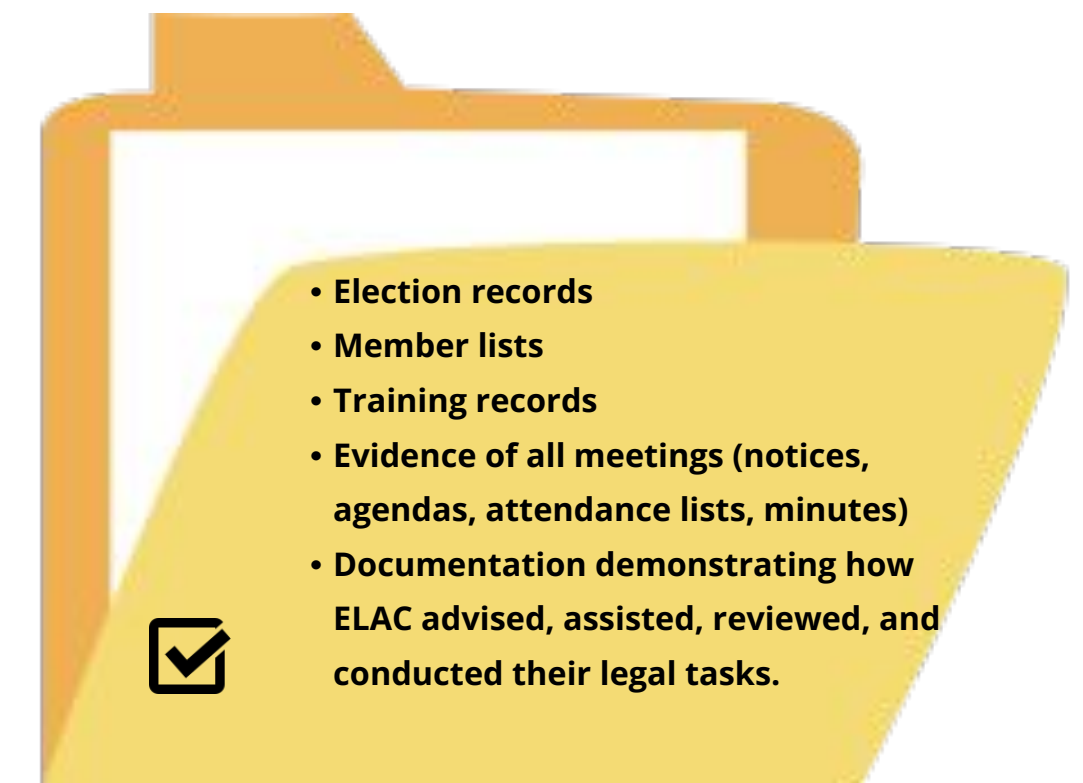 • Election records
• Member lists
• Training records
• Evidence of all meetings (notices,
agendas, attendance lists, minutes)
• Documentation demonstrating how
ELAC advised, assisted, reviewed, and
conducted their legal tasks.